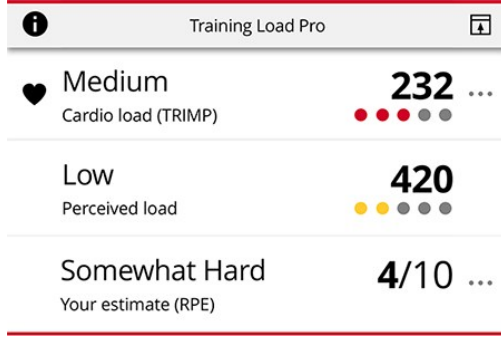 Training Load Pro
Medium 232 ...
Cardio load (TRIMP)
Low 420
Perceived load
Somewhat Hard 4/10 ...
Your estimate (RPE)